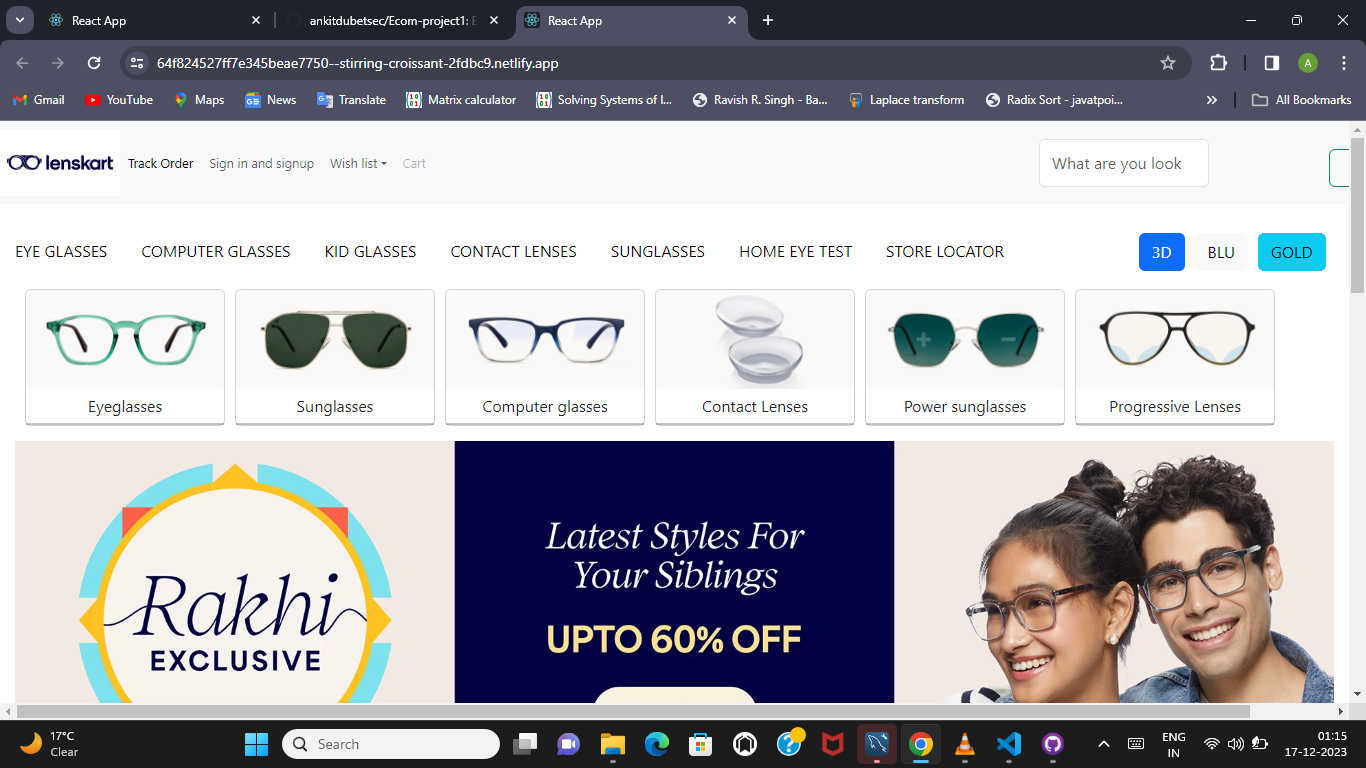 React App
ankitdubetsec/Ecom-project1: E
React App
64f824527ff7e345beae7750--stirring-croissant-2fdbc9.netlify.app
A
Gmail
YouTube
Maps
News
Translate
Matrix calculator
Solving Systems of l...
Ravish R. Singh - Ba...
Laplace transform
Radix Sort - javatpoi...
All Bookmarks
lenskart
Track Order
Sign in and signup
Wish list
Cart
What are you look
EYE GLASSES
COMPUTER GLASSES
KID GLASSES
CONTACT LENSES
SUNGLASSES
HOME EYE TEST
STORE LOCATOR
3D
BLU
GOLD
Eyeglasses
Sunglasses
Computer glasses
Contact Lenses
Power sunglasses
Progressive Lenses
Rakhi
EXCLUSIVE
Latest Styles For
Your Siblings
UPTO 60% OFF
17°C
Clear
Search
ENG
IN
01:15
17-12-2023